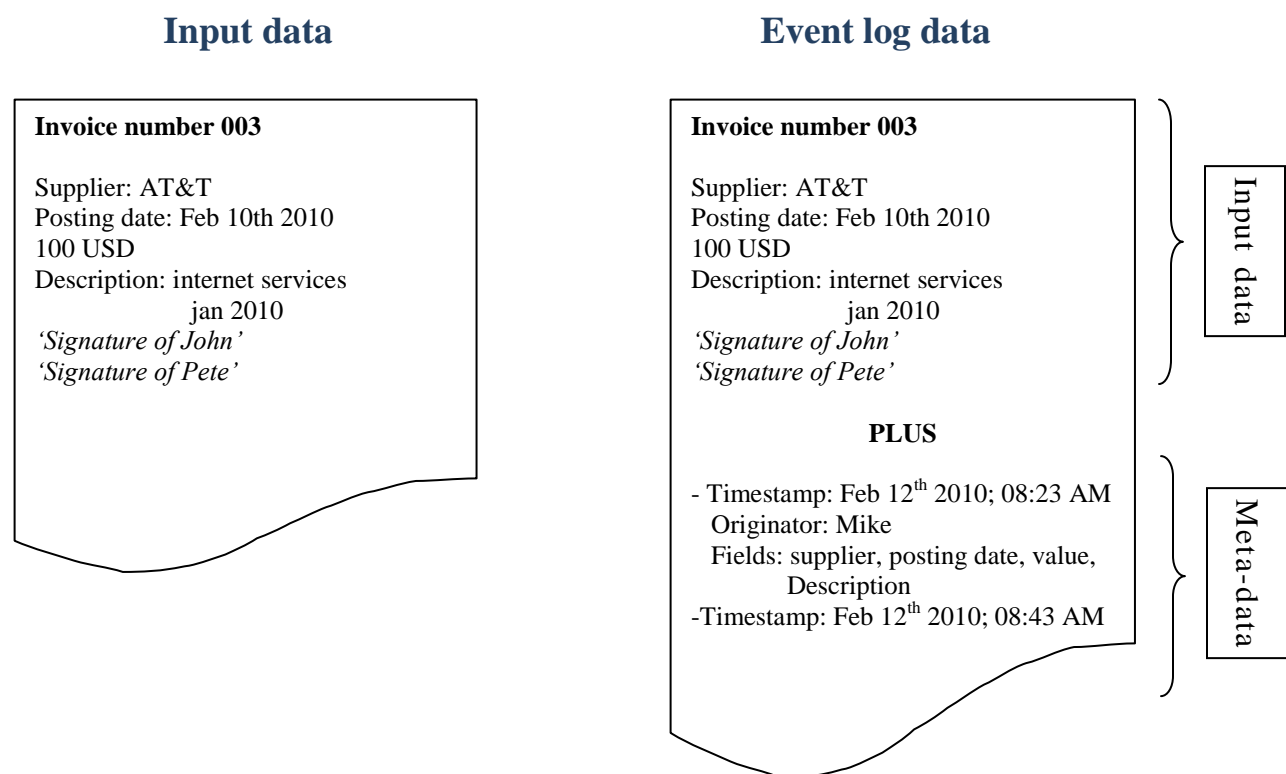 Input data
Invoice number 003
Supplier: AT&T
Posting date: Feb 10th 2010
100 USD
Description: internet services
jan 2010
‘Signature of John’
‘Signature of Pete’
Event log data
Invoice number 003
Supplier: AT&T
Posting date: Feb 10th 2010
100 USD
Description: internet services
jan 2010
‘Signature of John’
‘Signature of Pete’
PLUS
- Timestamp: Feb 12th 2010; 08:23 AM
Originator: Mike
Fields: supplier, posting date, value,
Description
-Timestamp: Feb 12th 2010; 08:43 AM
Input data
Meta-data